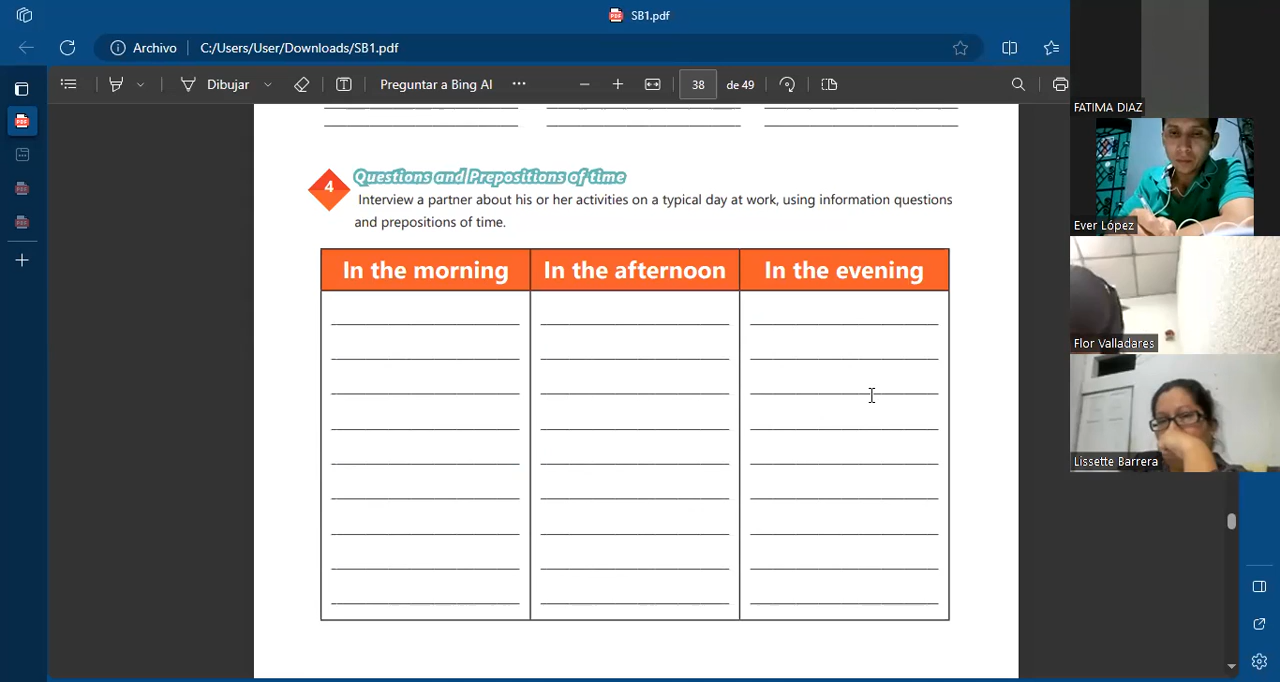 SB1.pdf
Archivo
C:/Users/User/Downloads/SB1.pdf
Dibujar
Preguntar a Bing AI
38
de 49
4
Questions and Prepositions of time
Interview a partner about his or her activities on a typical day at work, using information questions
and prepositions of time.
In the morning
In the afternoon
In the evening
FATIMA DIAZ
Ever López
Flor Valladares
Lissette Barrera